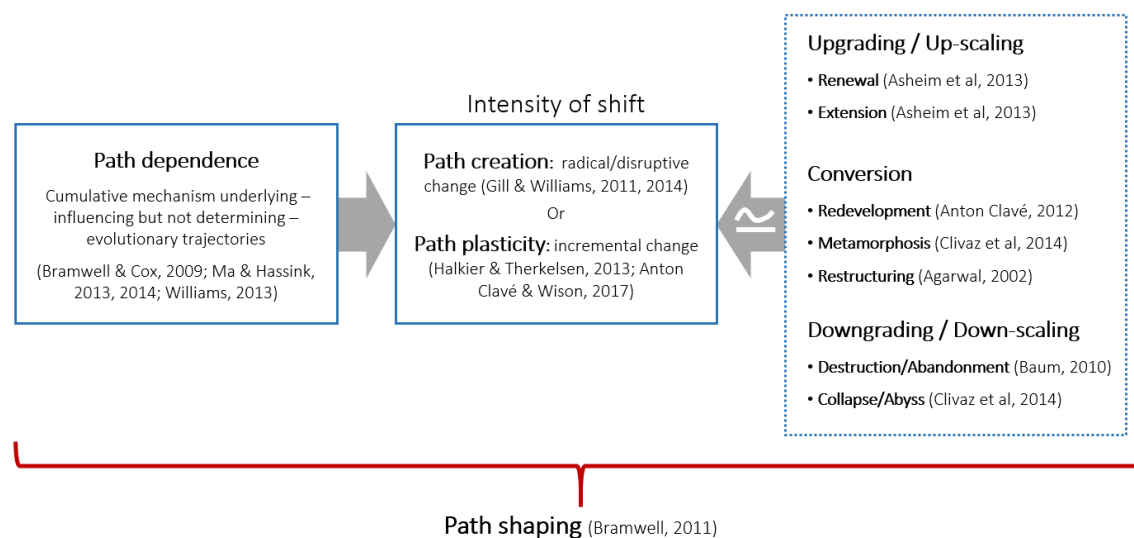 Path dependence
Cumulative mechanism underlying –
influencing but not determining –
evolutionary trajectories
(Bramwell & Cox, 2009; Ma & Hassink,
2013, 2014; Williams, 2013)
Intensity of shift
Path creation: radical/disruptive
change (Gill & Williams, 2011, 2014)
Or
Path plasticity: incremental change
(Halkier & Therkelsen, 2013; Anton
Clavé & Wison, 2017)
≃
Upgrading / Up-scaling
• Renewal (Asheim et al, 2013)
• Extension (Asheim et al, 2013)
Conversion
• Redevelopment (Anton Clavé, 2012)
• Metamorphosis (Clivaz et al, 2014)
• Restructuring (Agarwal, 2002)
Downgrading / Down-scaling
• Destruction/Abandonment (Baum, 2010)
• Collapse/Abyss (Clivaz et al, 2014)
Path shaping (Bramwell, 2011)